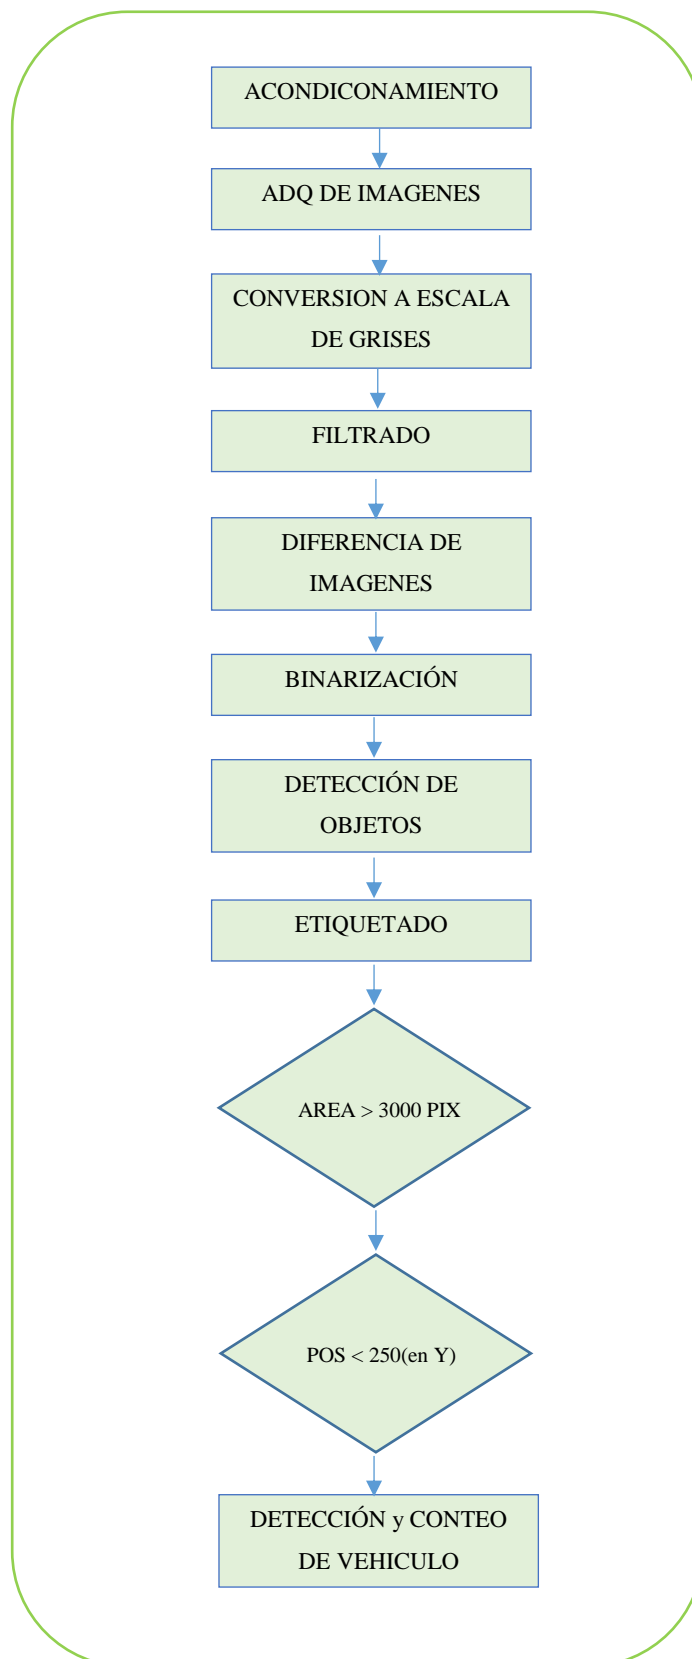 ACONDICONAMIENTO
ADQ DE IMAGENES
CONVERSION A ESCALA
DE GRISES
FILTRADO
DIFERENCIA DE
IMAGENES
BINARIZACIÓN
DETECCIÓN DE
OBJETOS
ETIQUETADO
AREA > 3000 PIX
POS < 250(en Y)
DETECCIÓN y CONTEO
DE VEHICULO